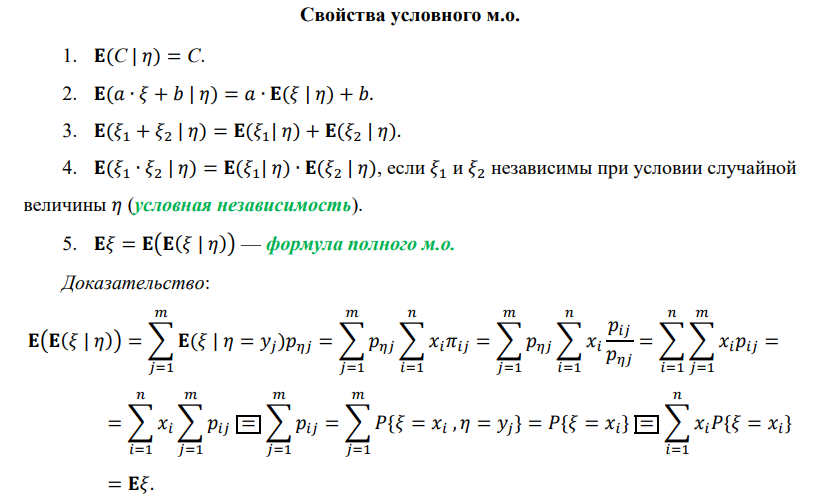 Свойства условного м.о.
1. 𝐄(C | η) = C.
2. 𝐄(a ∙ ξ + b | η) = a ∙ 𝐄(ξ | η) + b.
3. 𝐄(ξ₁ + ξ₂ | η) = 𝐄(ξ₁| η) + 𝐄(ξ₂ | η).
4. 𝐄(ξ₁ ∙ ξ₂ | η) = 𝐄(ξ₁| η) ∙ 𝐄(ξ₂ | η), если ξ₁ и ξ₂ независимы при условии случайной
величины η (условная независимость).
5. 𝐄ξ = 𝐄(𝐄(ξ | η)) — формула полного м.о.
Доказательство:
𝐄(𝐄(ξ | η)) = ∑_{j=1}^{m} 𝐄(ξ | η = y_j)p_{ηj} = ∑_{j=1}^{m} p_{ηj} ∑_{i=1}^{n} x_i π_{ij} = ∑_{j=1}^{m} p_{ηj} ∑_{i=1}^{n} x_i \frac{p_{ij}}{p_{ηj}} = ∑_{i=1}^{n} ∑_{j=1}^{m} x_i p_{ij} =
= ∑_{i=1}^{n} x_i ∑_{j=1}^{m} p_{ij} [=] ∑_{j=1}^{m} p_{ij} = ∑_{j=1}^{m} P{ξ = x_i , η = y_j} = P{ξ = x_i} [=] ∑_{i=1}^{n} x_i P{ξ = x_i}
= 𝐄ξ.